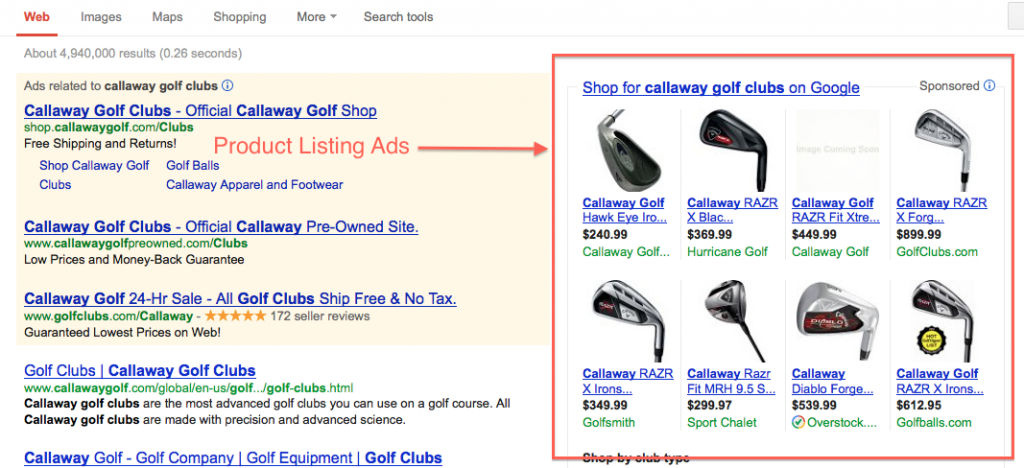 Web Images Maps Shopping More Search tools
About 4,940,000 results (0.26 seconds)
Ads related to callaway golf clubs
Callaway Golf Clubs - Official Callaway Golf Shop
shop.callawaygolf.com/Clubs
Free Shipping and Returns!
Shop Callaway Golf Golf Balls
Clubs Callaway Apparel and Footwear
Callaway Golf Clubs - Official Callaway Pre-Owned Site.
www.callawaygolfpreowned.com/Clubs
Low Prices and Money-Back Guarantee
Callaway Golf 24-Hr Sale - All Golf Clubs Ship Free & No Tax.
www.golfclubs.com/Callaway - ★★★★★ 172 seller reviews
Guaranteed Lowest Prices on Web!
Golf Clubs | Callaway Golf Clubs
www.callawaygolf.com/global/en-us/golf.../golf-clubs.html
Callaway golf clubs are the most advanced golf clubs you can use on a golf course. All
Callaway golf clubs are made with precision and advanced science.
Callaway Golf - Golf Company | Golf Equipment | Golf Clubs
Product Listing Ads
Shop for callaway golf clubs on Google Sponsored
Image Coming Soon
Callaway Golf Callaway RAZR Callaway Golf Callaway RAZR
Hawk Eye Iro... X Blac... RAZR Fit Xtre... X Forg...
$240.99 $369.99 $449.99 $899.99
Callaway Golf... Hurricane Golf Callaway Golf GolfClubs.com
HOT
LIST
Callaway RAZR Callaway Razr Callaway Callaway Golf
X Irons... Fit MRH 9.5 S... Diablo Forge... RAZR X Irons...
$349.99 $299.97 $539.99 $612.95
Golfsmith Sport Chalet Overstock.... Golfballs.com
Shop by club type